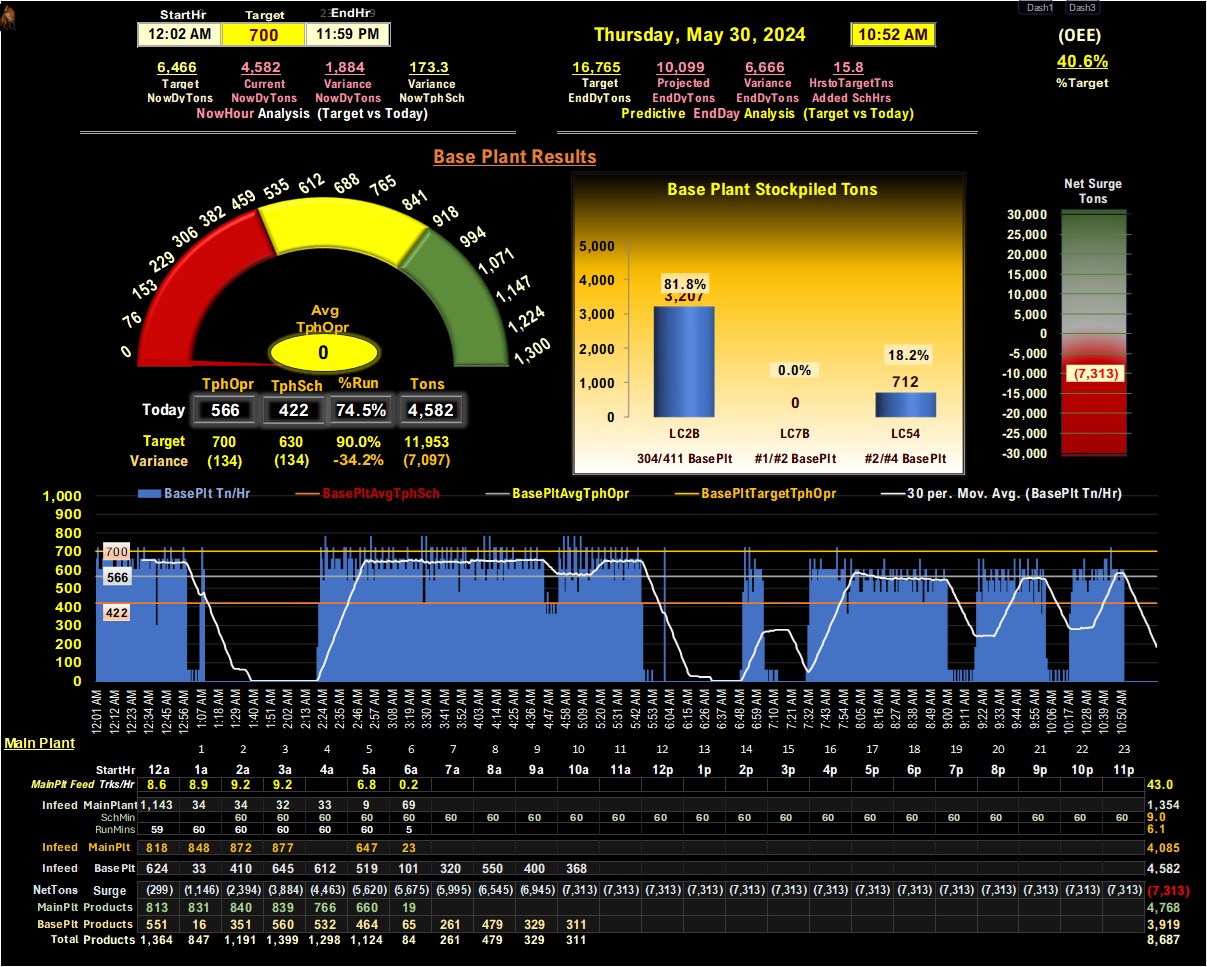 Dash1 Dash3
StartHr Target EndHr
12:02 AM 700 11:59 PM
Thursday, May 30, 2024 10:52 AM
(OEE)
40.6%
%Target
6,466 4,582 1,884 173.3
Target Current Variance Variance
NowDyTons NowDyTons NowDyTons NowTphSch
NowHour Analysis (Target vs Today)
16,765 10,099 6,666 15.8
Target Projected Variance HrstoTargetTns
EndDyTons EndDyTons EndDyTons Added SchHrs
Predictive EndDay Analysis (Target vs Today)
Base Plant Results
0 76 153 229 306 382 459 535 612 688 765 841 918 994 1,071 1,147 1,224 1,300
Avg
TphOpr
0
TphOpr TphSch %Run Tons
Today 566 422 74.5% 4,582
Target 700 630 90.0% 11,953
Variance (134) (134) -34.2% (7,097)
Base Plant Stockpiled Tons
5,000
4,000
3,000
2,000
1,000
0
81.8%
3,207
0.0%
0
18.2%
712
LC2B LC7B LC54
304/411 BasePlt #1/#2 BasePlt #2/#4 BasePlt
Net Surge
Tons
30,000
25,000
20,000
15,000
10,000
5,000
0
-5,000
-10,000
-15,000
-20,000
-25,000
-30,000
(7,313)
BasePlt Tn/Hr BasePltAvgTphSch BasePltAvgTphOpr BasePltTargetTphOpr 30 per. Mov. Avg. (BasePlt Tn/Hr)
1,000
900
800
700
600
500
400
300
200
100
0
700
566
422
12:01 AM 12:12 AM 12:23 AM 12:34 AM 12:45 AM 12:56 AM 1:07 AM 1:18 AM 1:29 AM 1:40 AM 1:51 AM 2:02 AM 2:13 AM 2:24 AM 2:35 AM 2:46 AM 2:57 AM 3:08 AM 3:19 AM 3:30 AM 3:41 AM 3:52 AM 4:03 AM 4:14 AM 4:25 AM 4:36 AM 4:47 AM 4:58 AM 5:09 AM 5:20 AM 5:31 AM 5:42 AM 5:53 AM 6:04 AM 6:15 AM 6:26 AM 6:37 AM 6:48 AM 6:59 AM 7:10 AM 7:21 AM 7:32 AM 7:43 AM 7:54 AM 8:05 AM 8:16 AM 8:27 AM 8:38 AM 8:49 AM 9:00 AM 9:11 AM 9:22 AM 9:33 AM 9:44 AM 9:55 AM 10:06 AM 10:17 AM 10:28 AM 10:39 AM 10:50 AM
Main Plant
1 2 3 4 5 6 7 8 9 10 11 12 13 14 15 16 17 18 19 20 21 22 23
StartHr 12a 1a 2a 3a 4a 5a 6a 7a 8a 9a 10a 11a 12p 1p 2p 3p 4p 5p 6p 7p 8p 9p 10p 11p
MainPlt Feed Trks/Hr 8.6 8.9 9.2 9.2 6.8 0.2 43.0
Infeed MainPlant 1,143 34 34 32 33 9 69 1,354
SchMin 60 60 60 60 60 60 60 60 60 60 60 60 60 60 60 60 60 60 60 60 60 60 9.0
RunMins 59 60 60 60 60 60 5 6.1
Infeed MainPlt 818 848 872 877 647 23 4,085
Infeed BasePlt 624 33 410 645 612 519 101 320 550 400 368 4,582
NetTons Surge (299) (1,146) (2,394) (3,884) (4,463) (5,620) (5,675) (5,995) (6,545) (6,945) (7,313) (7,313) (7,313) (7,313) (7,313) (7,313) (7,313) (7,313) (7,313) (7,313) (7,313) (7,313) (7,313) (7,313) (7,313)
MainPlt Products 813 831 840 839 766 660 19 4,768
BasePlt Products 551 16 351 560 532 464 65 261 479 329 311 3,919
Total Products 1,364 847 1,191 1,399 1,298 1,124 84 261 479 329 311 8,687